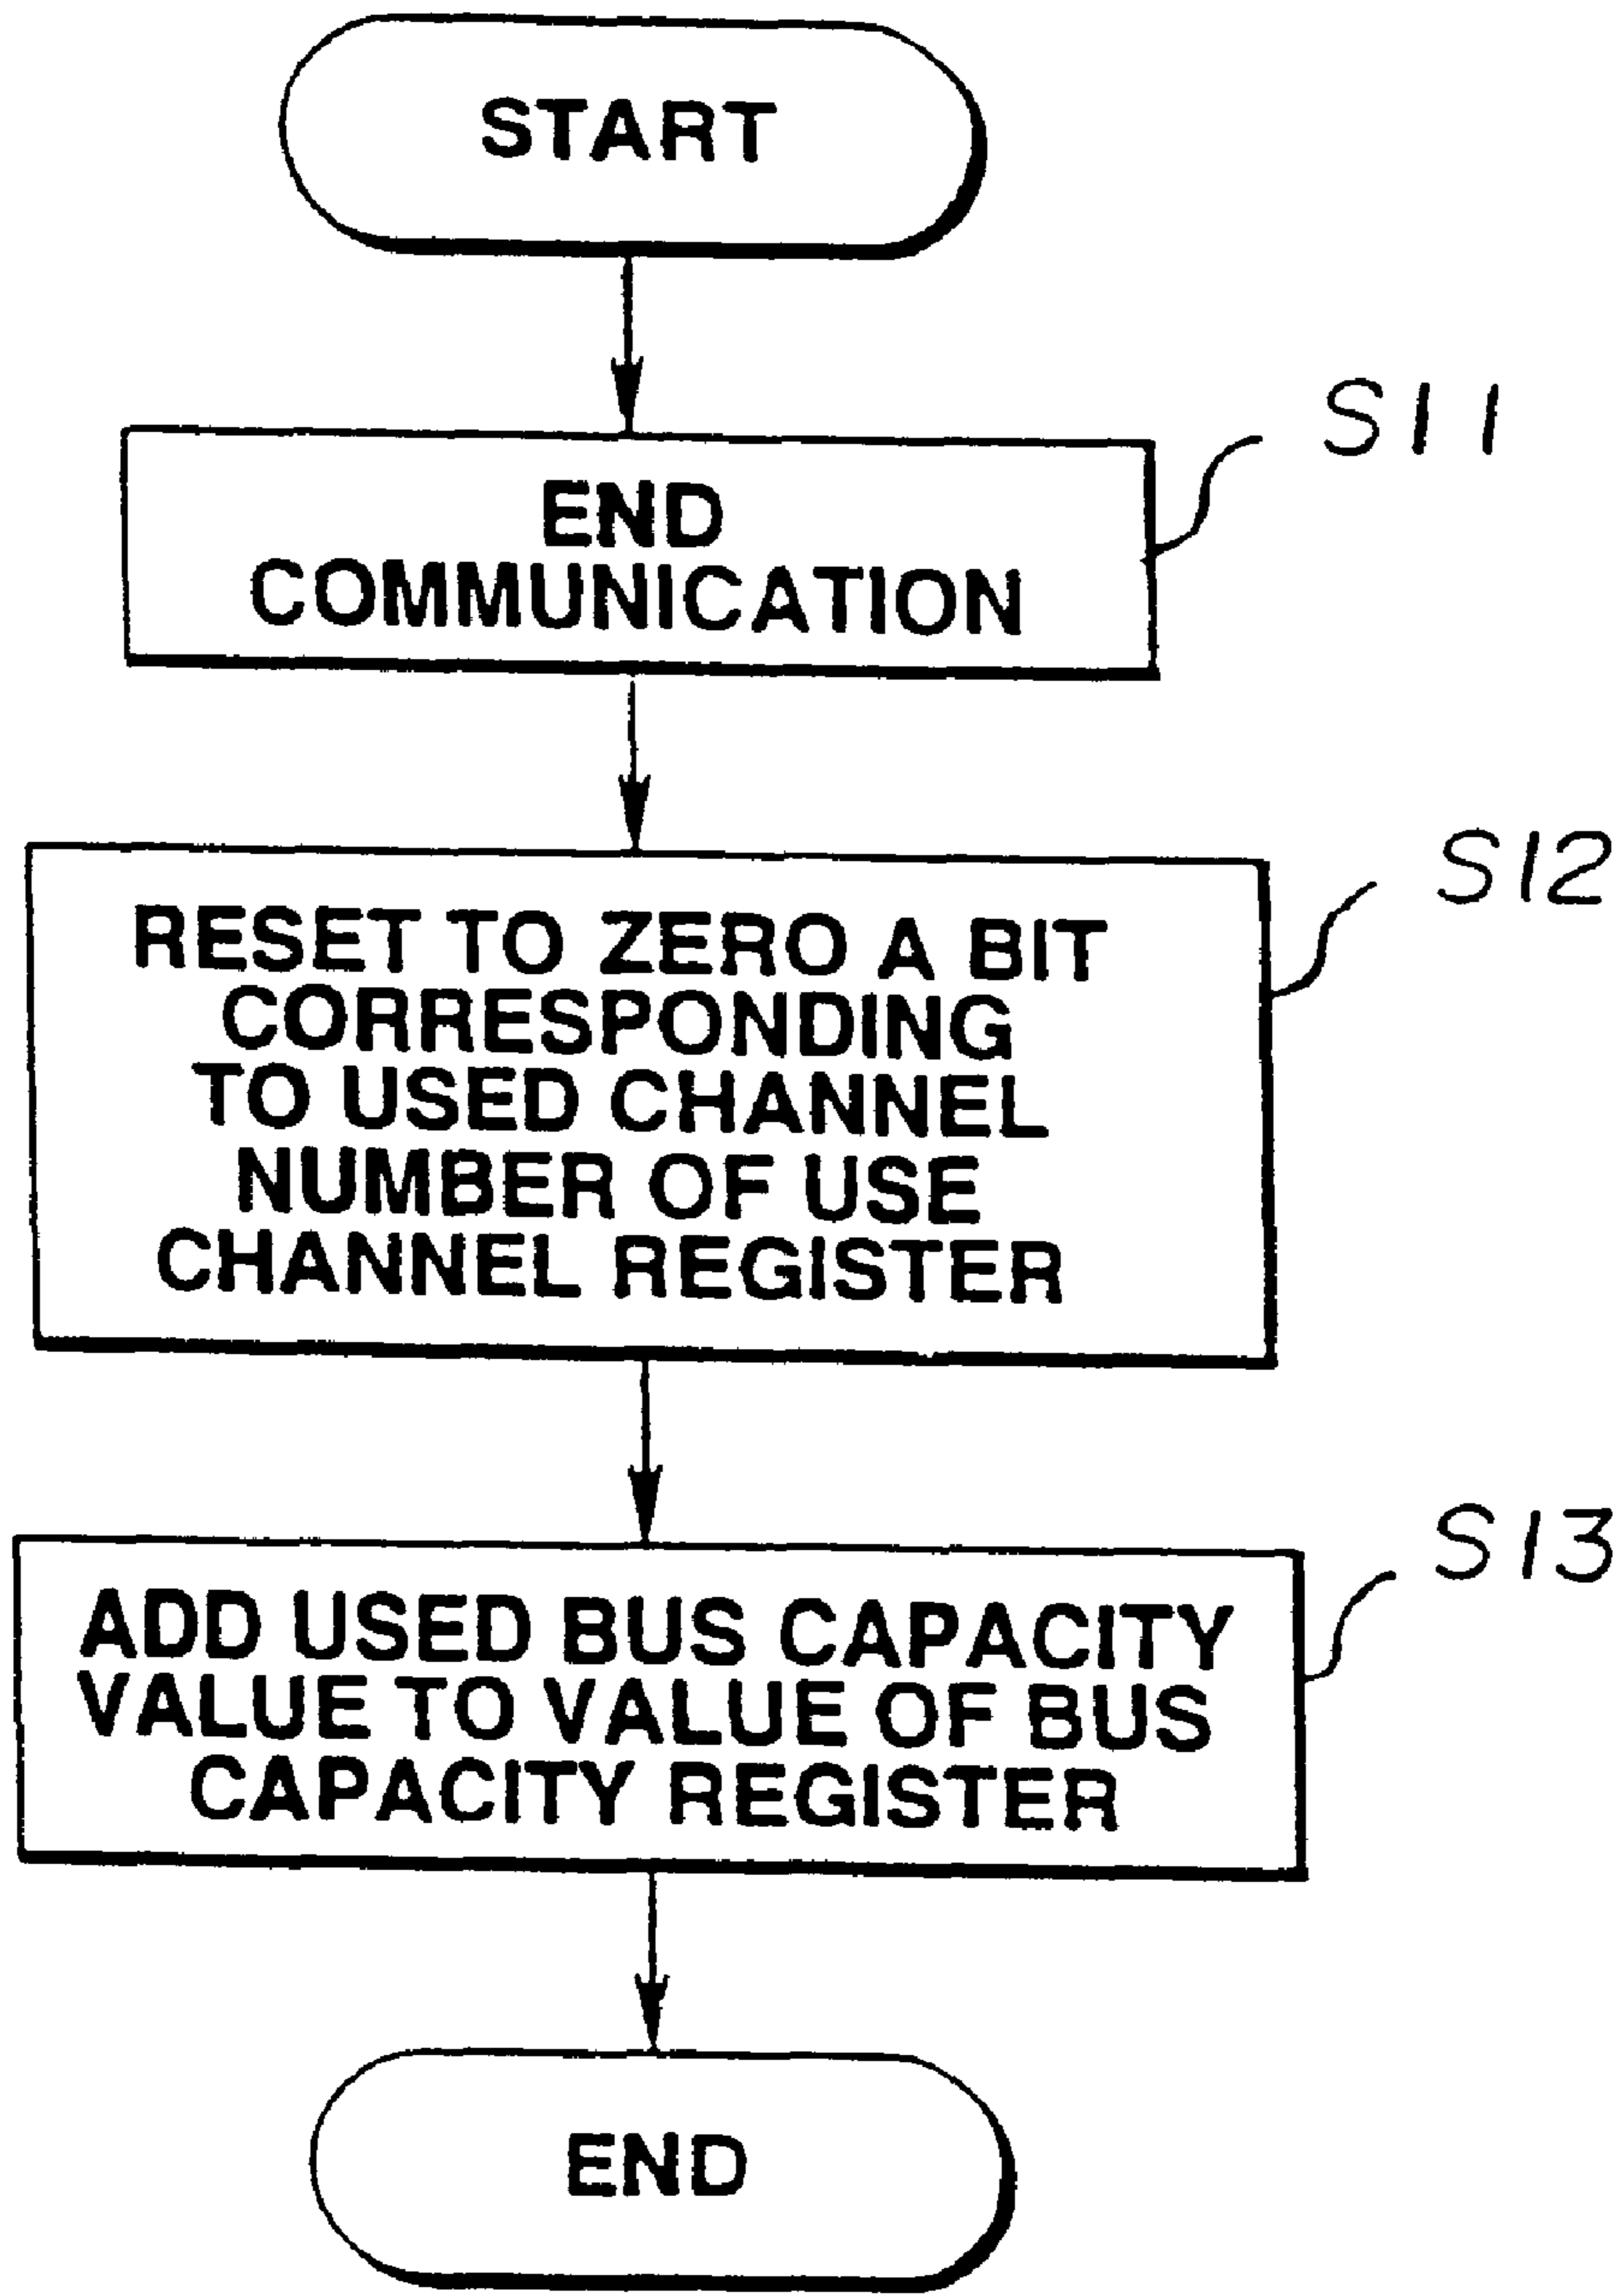 START
S11
END
COMMUNICATION
S12
RESET TO ZERO A BIT
CORRESPONDING
TO USED CHANNEL
NUMBER OF USE
CHANNEL REGISTER
S13
ADD USED BUS CAPACITY
VALUE TO VALUE OF BUS
CAPACITY REGISTER
END